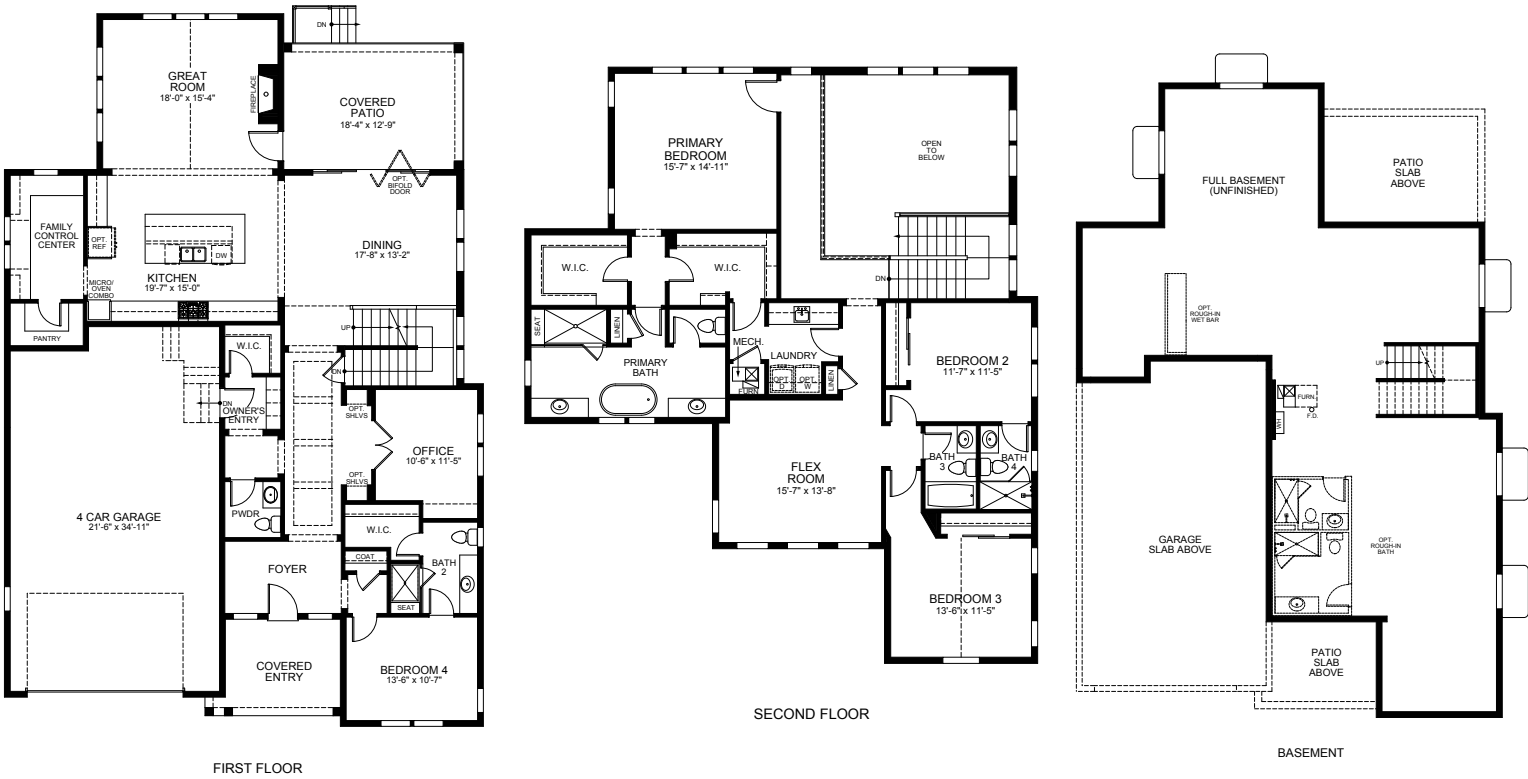 DN
GREAT
ROOM
18'-0" x 15'-4"
FIREPLACE
COVERED
PATIO
18'-4" x 12'-9"
OPT.
BIFOLD
DOOR
FAMILY
CONTROL
CENTER
OPT.
REF
DW
DINING
17'-8" x 13'-2"
KITCHEN
19'-7" x 15'-0"
MICRO/
OVEN
COMBO
PANTRY
UP
W.I.C.
DN
DN
OWNER'S
ENTRY
OPT.
SHLVS
OFFICE
10'-6" x 11'-5"
OPT.
SHLVS
4 CAR GARAGE
21'-6" x 34'-11"
PWDR
W.I.C.
COAT
BATH
2
FOYER
SEAT
COVERED
ENTRY
BEDROOM 4
13'-6" x 10'-7"
FIRST FLOOR
PRIMARY
BEDROOM
15'-7" x 14'-11"
OPEN
TO
BELOW
W.I.C.
W.I.C.
DN
SEAT
LINEN
MECH.
LAUNDRY
PRIMARY
BATH
FURN
OPT.
D
OPT.
W
LINEN
BEDROOM 2
11'-7" x 11'-5"
FLEX
ROOM
15'-7" x 13'-8"
BATH
3
BATH
4
BEDROOM 3
13'-6" x 11'-5"
SECOND FLOOR
FULL BASEMENT
(UNFINISHED)
PATIO
SLAB
ABOVE
OPT.
ROUGH-IN
WET BAR
UP
FURN.
F.D.
WH
GARAGE
SLAB ABOVE
OPT.
ROUGH-IN
BATH
PATIO
SLAB
ABOVE
BASEMENT